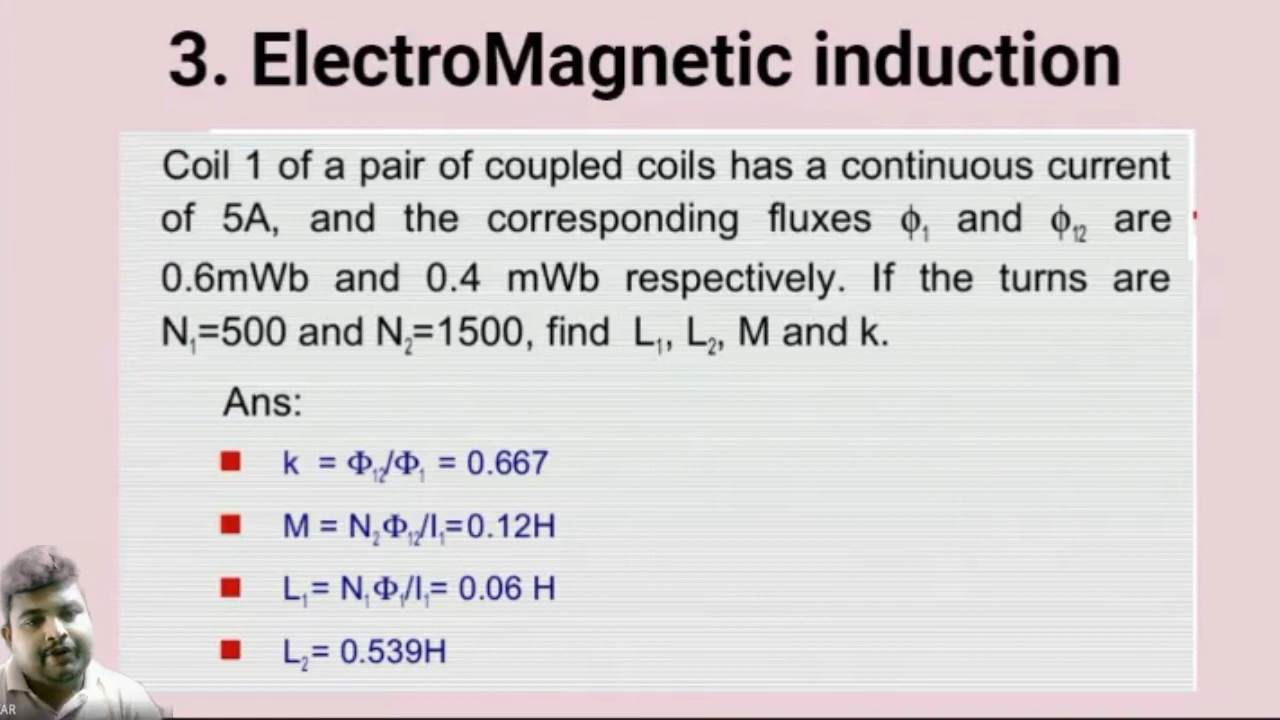 3. ElectroMagnetic induction
Coil 1 of a pair of coupled coils has a continuous current
of 5A, and the corresponding fluxes ϕ₁ and ϕ₁₂ are
0.6mWb and 0.4 mWb respectively. If the turns are
N₁=500 and N₂=1500, find L₁, L₂, M and k.
Ans:
■ k = Φ₁₂/Φ₁ = 0.667
■ M = N₂Φ₁₂/I₁=0.12H
■ L₁= N₁Φ₁/I₁= 0.06 H
■ L₂= 0.539H
AR